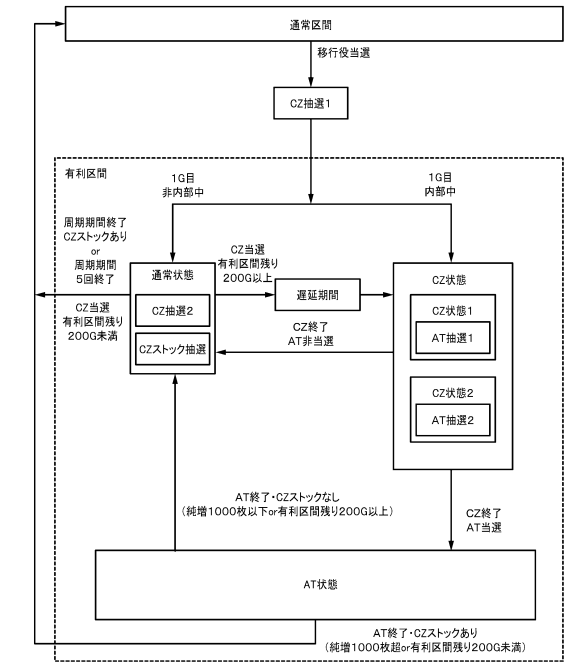 通常区間
移行役当選
CZ抽選1
有利区間
1G目
非内部中
1G目
内部中
周期期間終了
CZストックあり
or
周期期間
5回終了
CZ当選
有利区間残り
200G未満
通常状態
CZ抽選2
CZストック抽選
CZ当選
有利区間残り
200G以上
遅延期間
CZ終了
AT非当選
CZ状態
CZ状態1
AT抽選1
CZ状態2
AT抽選2
AT終了・CZストックなし
(純増1000枚以下or有利区間残り200G以上)
CZ終了
AT当選
AT状態
AT終了・CZストックあり
(純増1000枚超or有利区間残り200G未満)